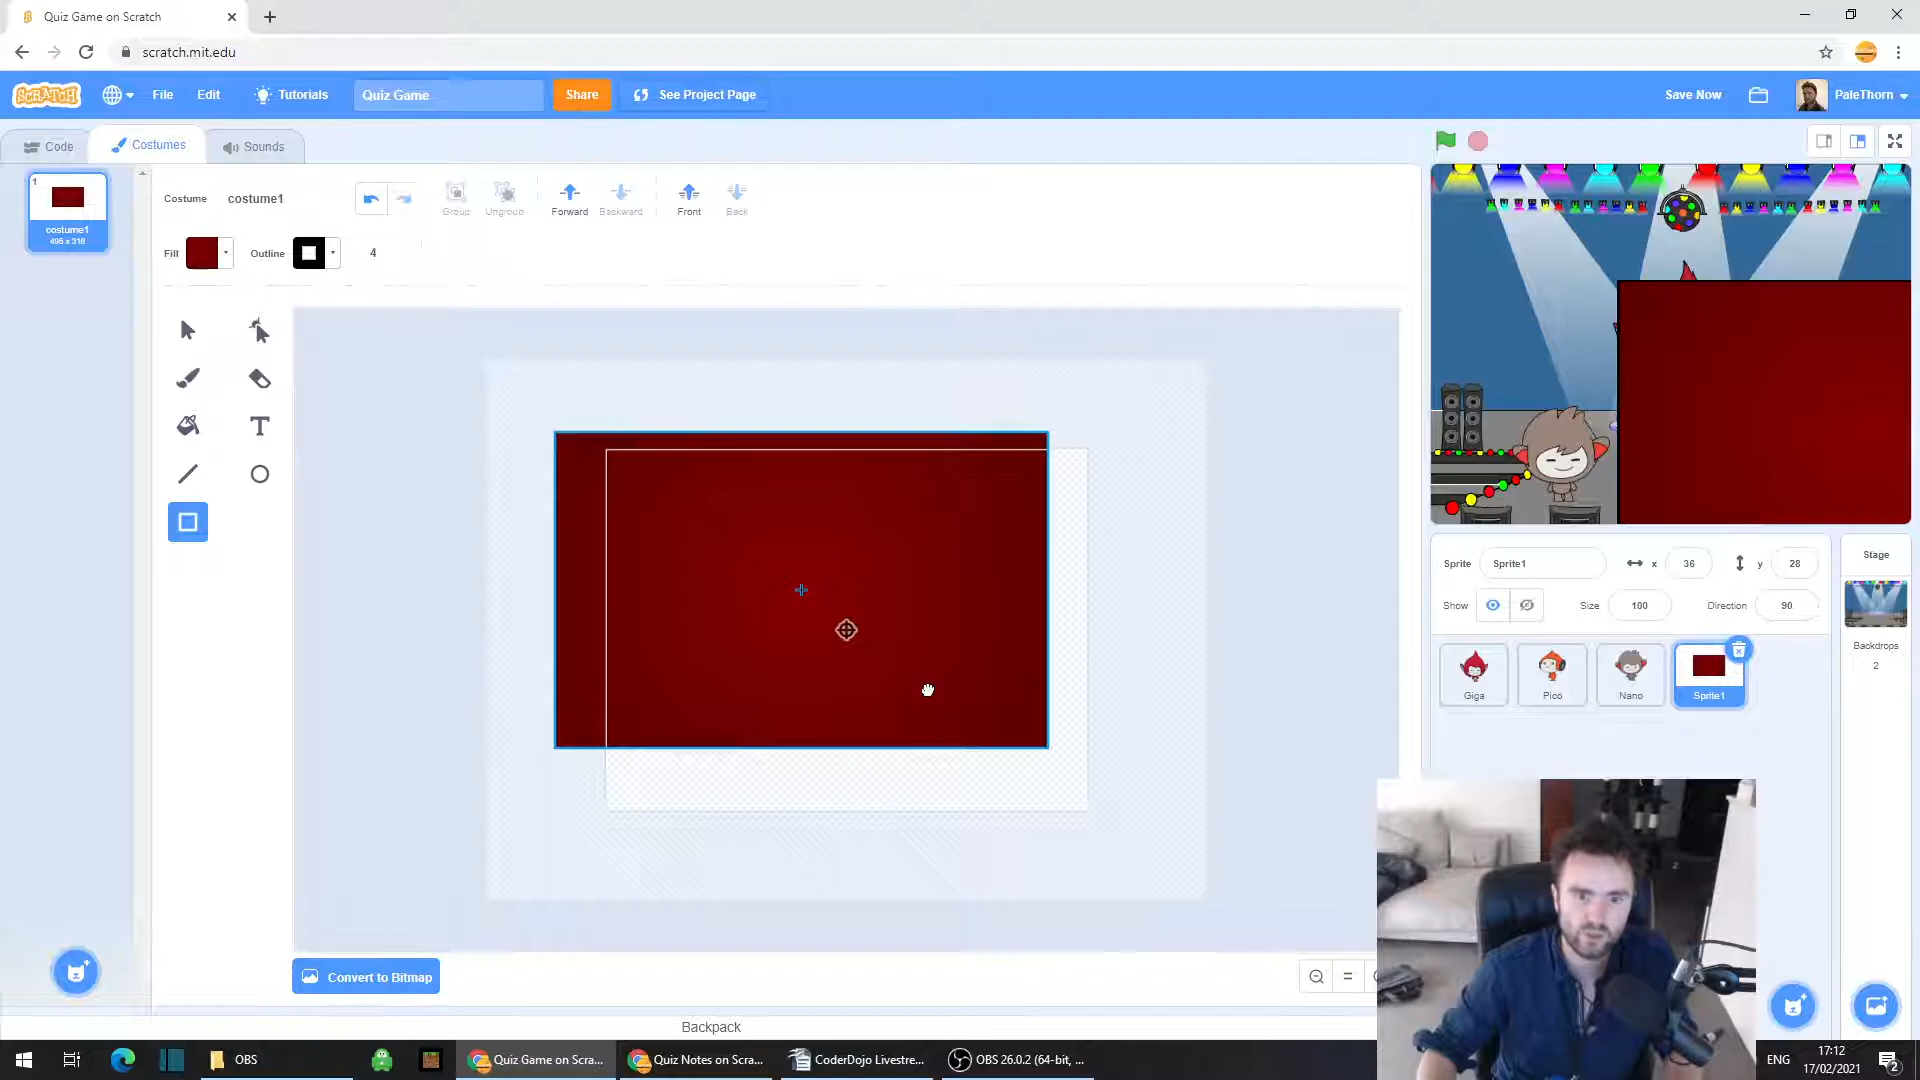 Quiz Game on Scratch
scratch.mit.edu
SCRATCH
File
Edit
Tutorials
Quiz Game
Share
See Project Page
Save Now
PaleThorn
Code
Costumes
Sounds
1
costume1
495 x 318
Costume
costume1
Group
Ungroup
Forward
Backward
Front
Back
Fill
Outline
4
Convert to Bitmap
Backpack
Sprite
Sprite1
x
36
y
28
Show
Size
100
Direction
90
Giga
Pico
Nano
Sprite1
Stage
Backdrops
2
OBS
Quiz Game on Scra...
Quiz Notes on Scra...
CoderDojo Livestre...
OBS 26.0.2 (64-bit, ...
ENG
17:12
17/02/2021
2